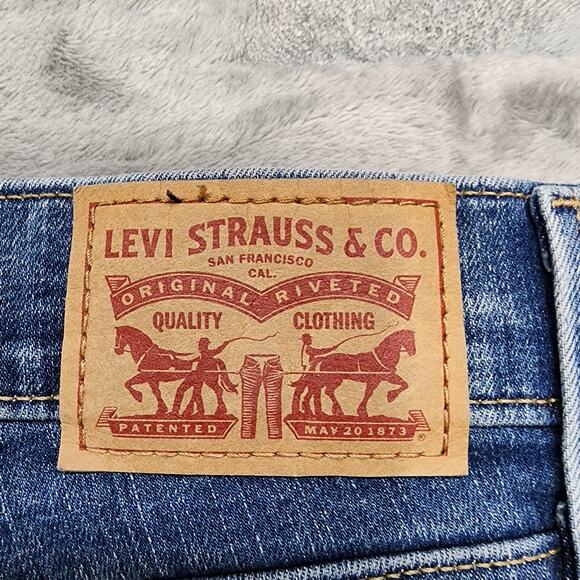 LEVI STRAUSS & CO.
SAN FRANCISCO
CAL.
ORIGINAL RIVETED
QUALITY CLOTHING
PATENTED MAY 20 1873 ®